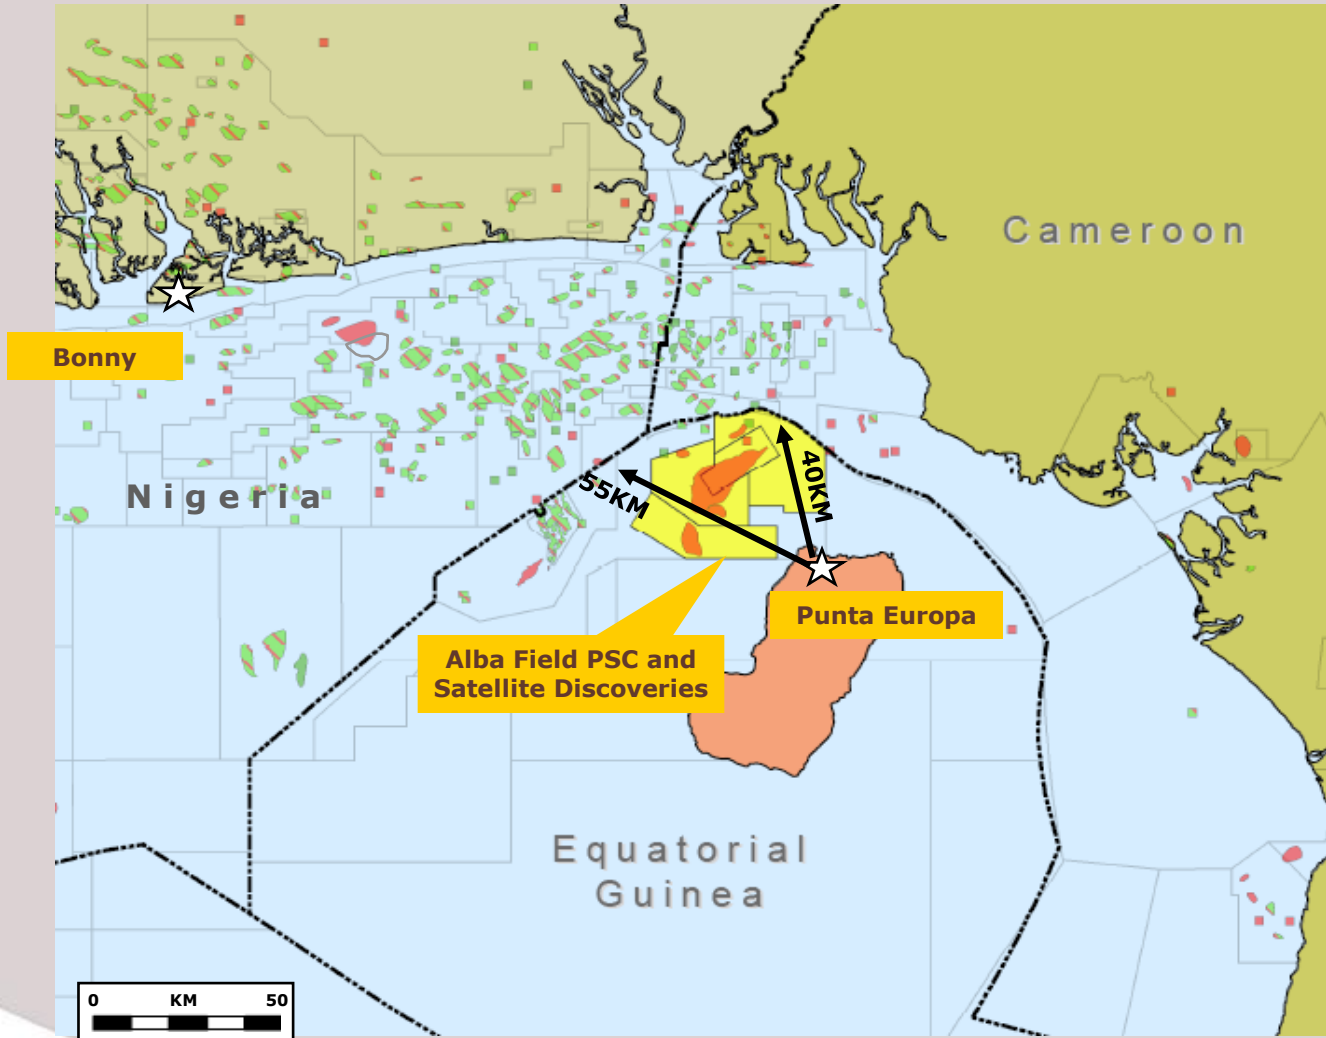 Cameroon
Bonny
Nigeria
55KM
40KM
Punta Europa
Alba Field PSC and
Satellite Discoveries
Equatorial
Guinea
0 KM 50